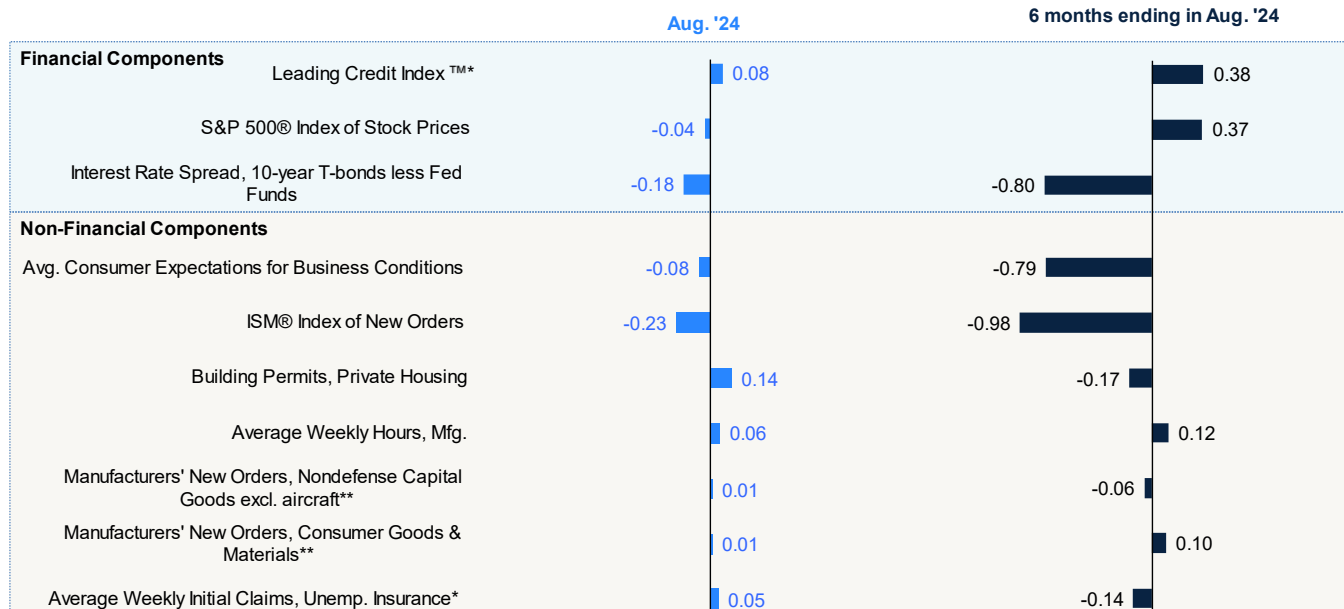 Aug. '24
6 months ending in Aug. '24
Financial Components
Leading Credit Index ™*
0.08
0.38
S&P 500® Index of Stock Prices
-0.04
0.37
Interest Rate Spread, 10-year T-bonds less Fed
Funds
-0.18
-0.80
Non-Financial Components
Avg. Consumer Expectations for Business Conditions
-0.08
-0.79
ISM® Index of New Orders
-0.23
-0.98
Building Permits, Private Housing
0.14
-0.17
Average Weekly Hours, Mfg.
0.06
0.12
Manufacturers' New Orders, Nondefense Capital
Goods excl. aircraft**
0.01
-0.06
Manufacturers' New Orders, Consumer Goods &
Materials**
0.01
0.10
Average Weekly Initial Claims, Unemp. Insurance*
0.05
-0.14